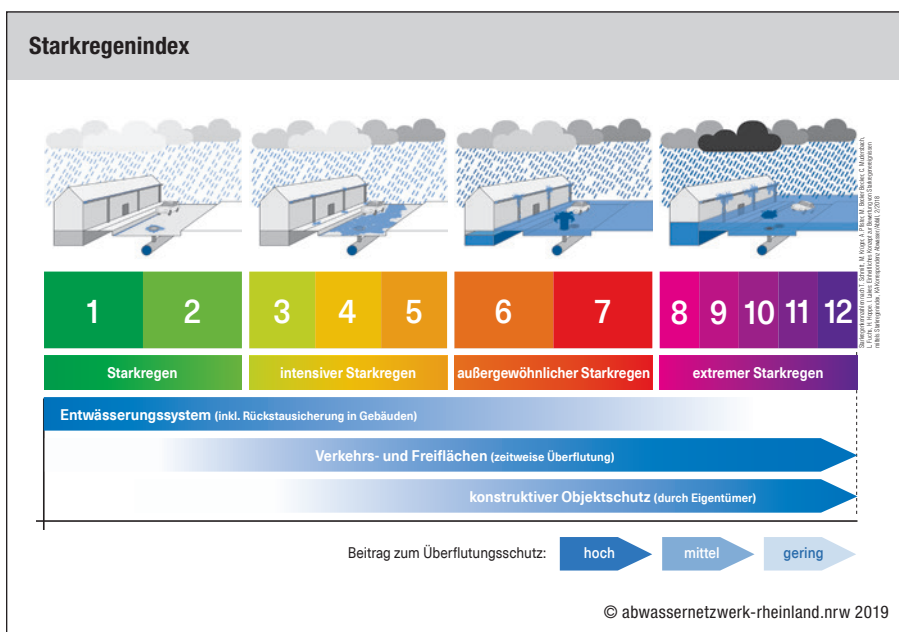 Starkregenindex
1 2 3 4 5 6 7 8 9 10 11 12
Starkregen
intensiver Starkregen
außergewöhnlicher Starkregen
extremer Starkregen
Entwässerungssystem (inkl. Rückstausicherung in Gebäuden)
Verkehrs- und Freiflächen (zeitweise Überflutung)
konstruktiver Objektschutz (durch Eigentümer)
Beitrag zum Überflutungsschutz:
hoch
mittel
gering
© abwassernetzwerk-rheinland.nrw 2019